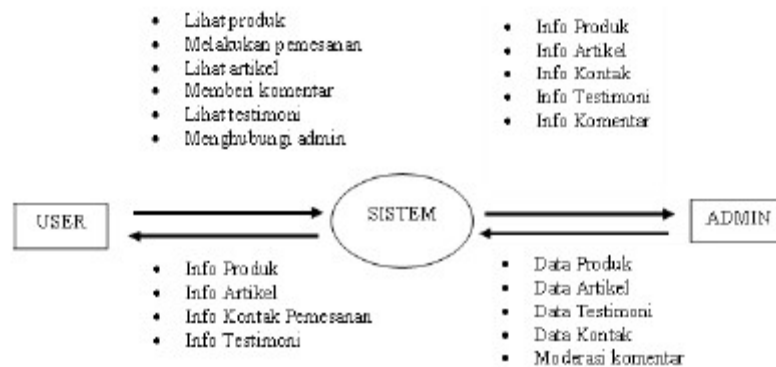 • Lihat produk
• Melakukan pemesanan
• Lihat artikel
• Memberi komentar
• Lihat testimoni
• Menghubungi admin
• Info Produk
• Info Artikel
• Info Kontak
• Info Testimoni
• Info Komentar
USER
SISTEM
ADMIN
• Info Produk
• Info Artikel
• Info Kontak Pemesanan
• Info Testimoni
▪ Data Produk
▪ Data Artikel
▪ Data Testimoni
▪ Data Kontak
▪ Moderasi komentar